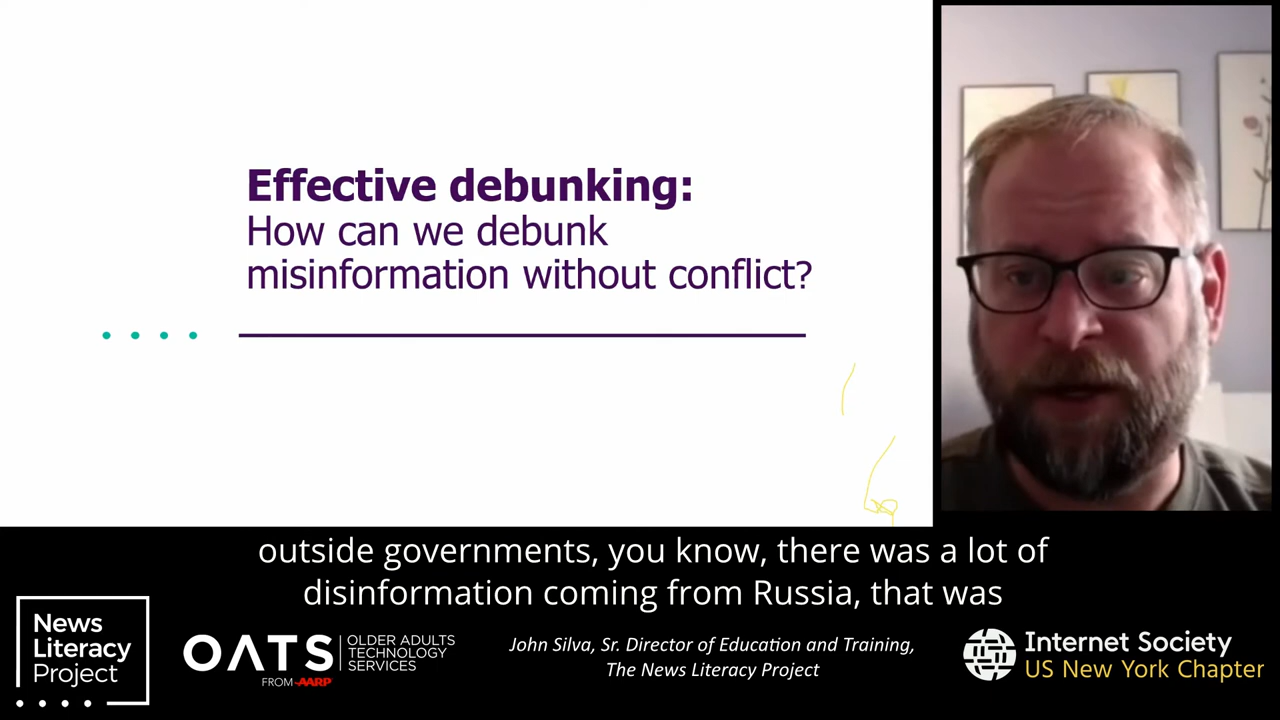 Effective debunking:
How can we debunk
misinformation without conflict?
outside governments, you know, there was a lot of
disinformation coming from Russia, that was
News
Literacy
Project
OATS
OLDER ADULTS
TECHNOLOGY
SERVICES
FROM AARP
John Silva, Sr. Director of Education and Training,
The News Literacy Project
Internet Society
US New York Chapter